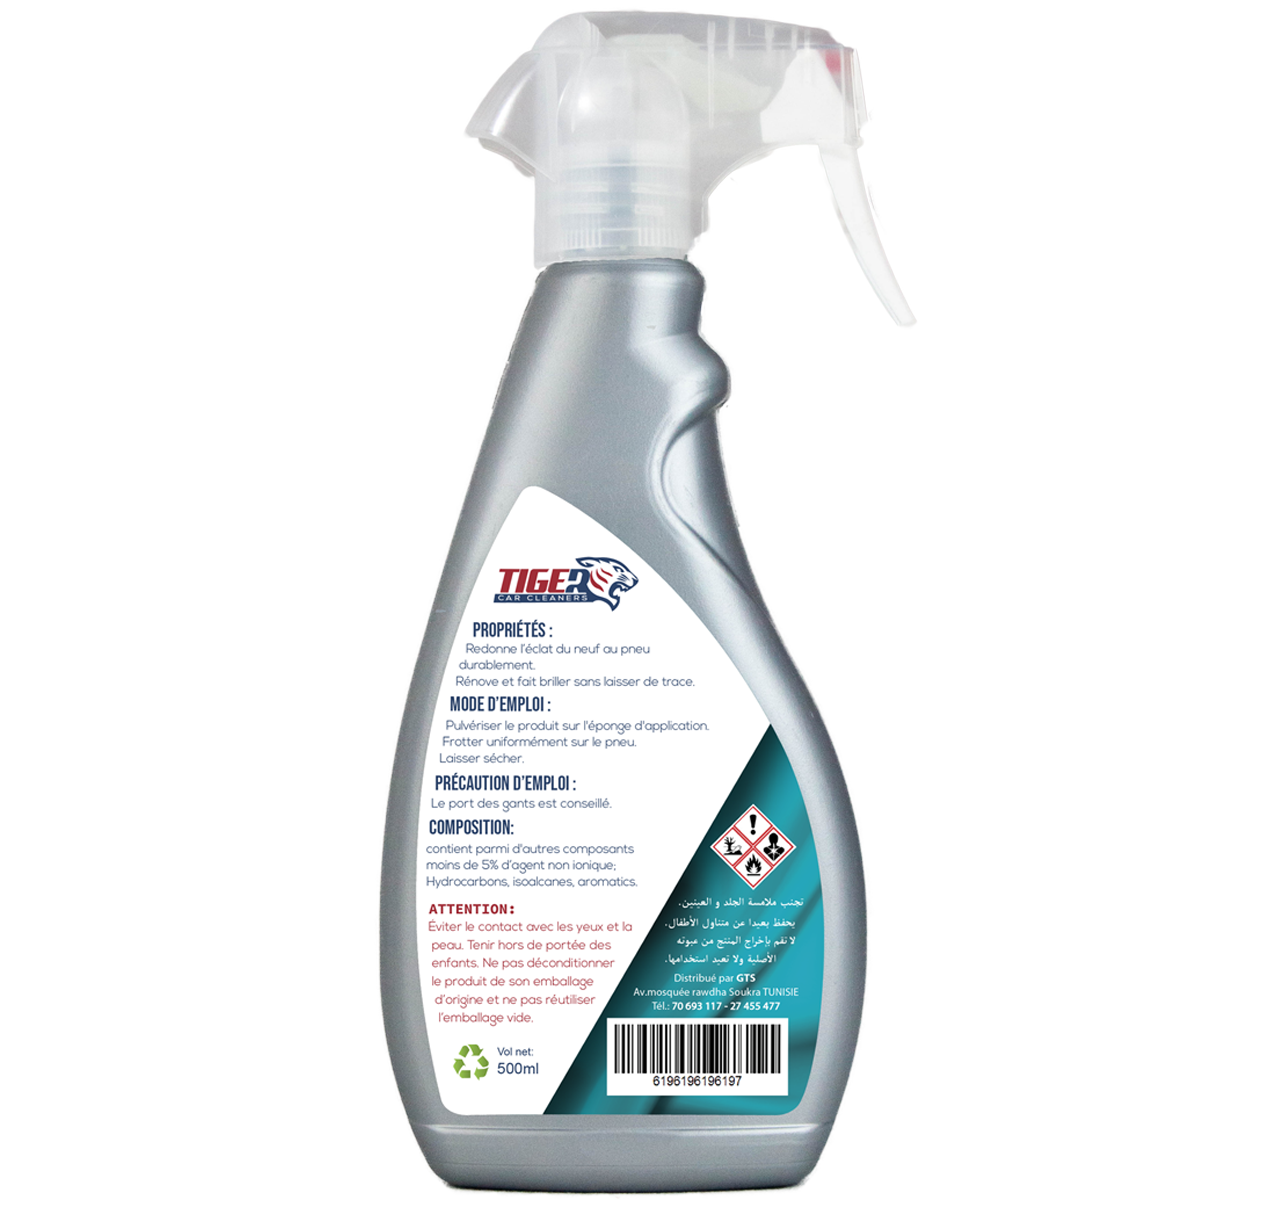 TIGER
CAR CLEANERS
PROPRIÉTÉS :
Redonne l'éclat du neuf au pneu
durablement.
Rénove et fait briller sans laisser de trace.
MODE D'EMPLOI :
Pulvériser le produit sur l'éponge d'application.
Frotter uniformément sur le pneu.
Laisser sécher.
PRÉCAUTION D'EMPLOI :
Le port des gants est conseillé.
COMPOSITION:
contient parmi d'autres composants
moins de 5% d'agent non ionique;
Hydrocarbons, isoalcanes, aromatics.
ATTENTION:
Éviter le contact avec les yeux et la
peau. Tenir hors de portée des
enfants. Ne pas déconditionner
le produit de son emballage
d'origine et ne pas réutiliser
l'emballage vide.
Vol net:
500ml
تجنب ملامسة الجلد و العينين.
يحفظ بعيدا عن متناول الأطفال.
لا تقم بإخراج المنتج من عبوته
الأصلية ولا تعيد استخدامها.
Distribué par GTS
Av.mosquée rawdha Soukra TUNISIE
Tél.: 70 693 117 - 27 455 477
6196196196197